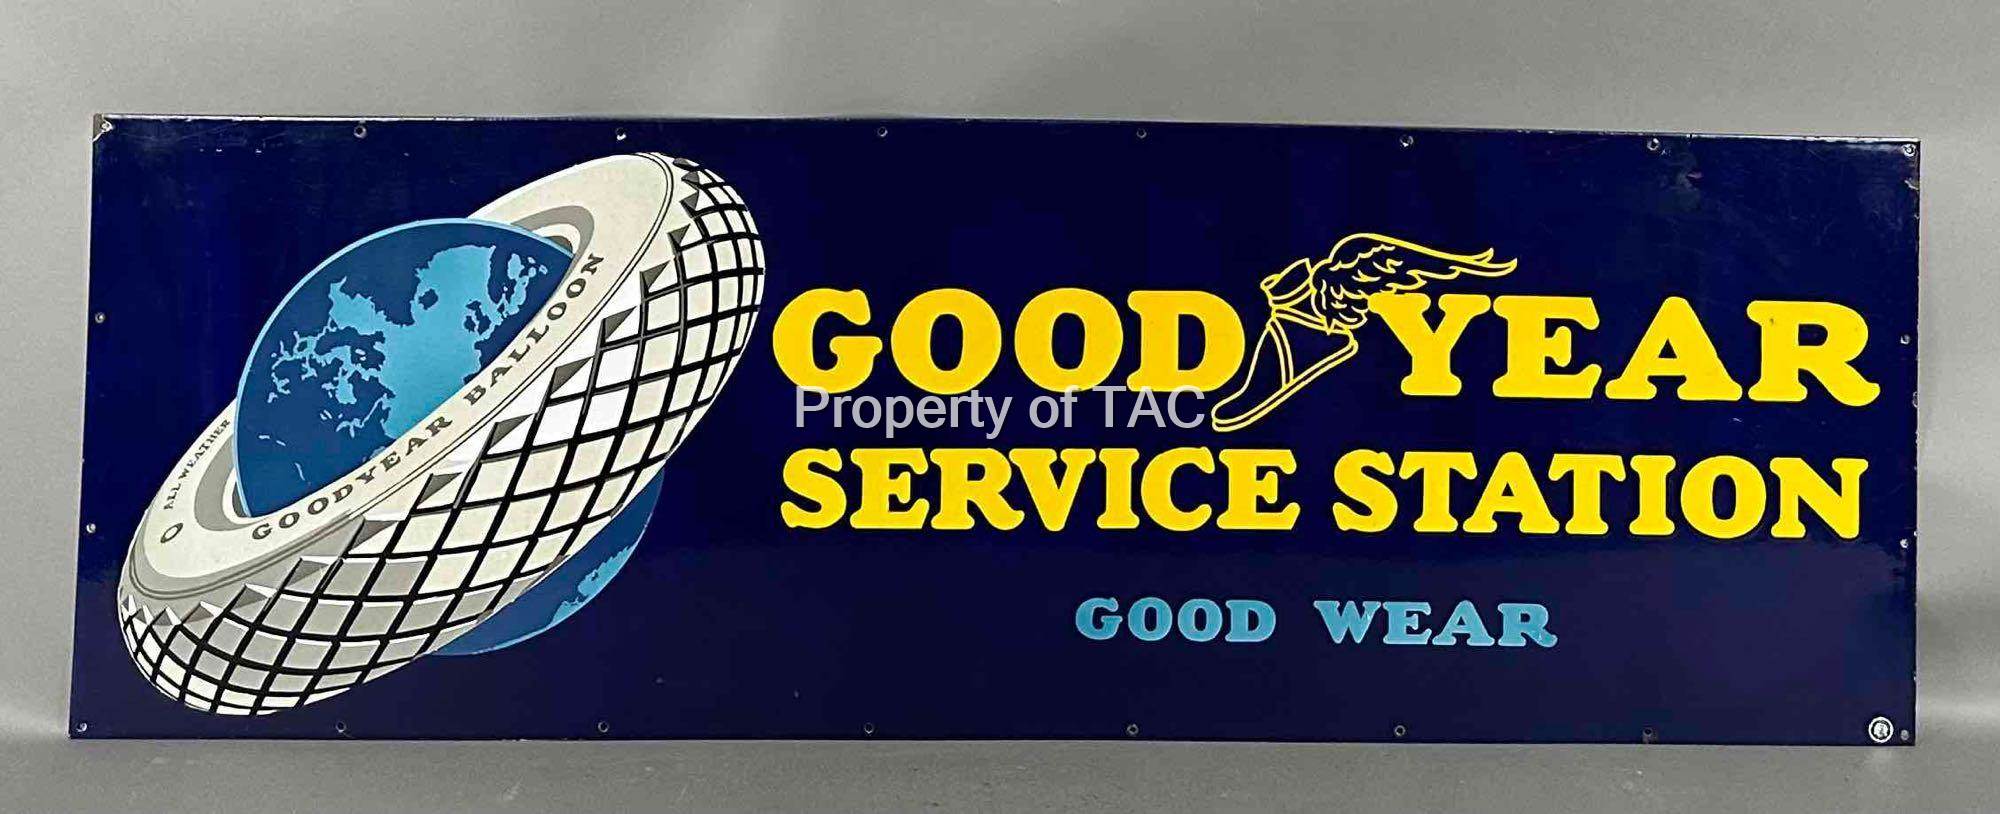 ALL WEATHER
GOODYEAR BALLOON
GOOD YEAR
Property of TAC
SERVICE STATION
GOOD WEAR